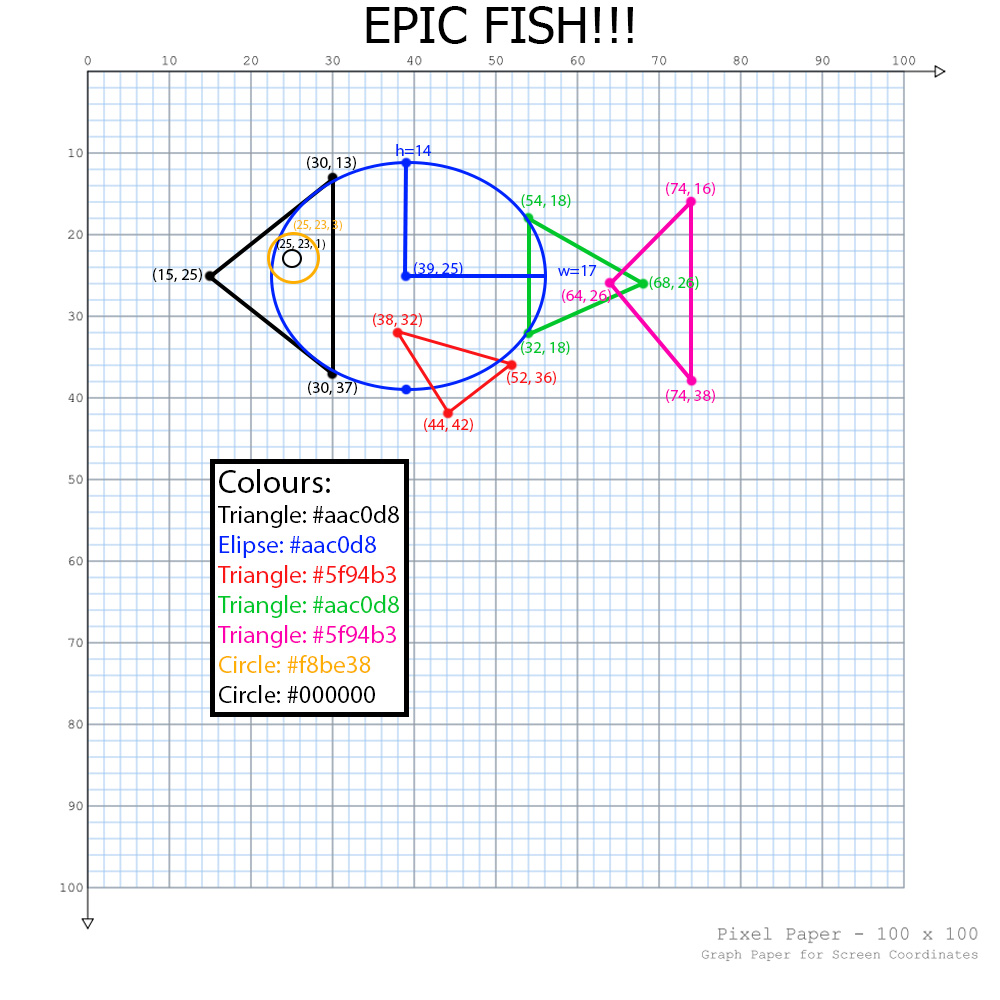 EPIC FISH!!!
0 10 20 30 40 50 60 70 80 90 100
10
h=14
(30, 13)
(74, 16)
(54, 18)
20
(25, 23, 3)
(25, 23, 1)
(15, 25)
(39, 25)
w=17
(68, 26)
(64, 26)
30
(38, 32)
(32, 18)
(52, 36)
(30, 37)
(74, 38)
40
(44, 42)
50
60
70
80
90
100
Colours:
Triangle: #aac0d8
Elipse: #aac0d8
Triangle: #5f94b3
Triangle: #aac0d8
Triangle: #5f94b3
Circle: #f8be38
Circle: #000000
Pixel Paper - 100 x 100
Graph Paper for Screen Coordinates